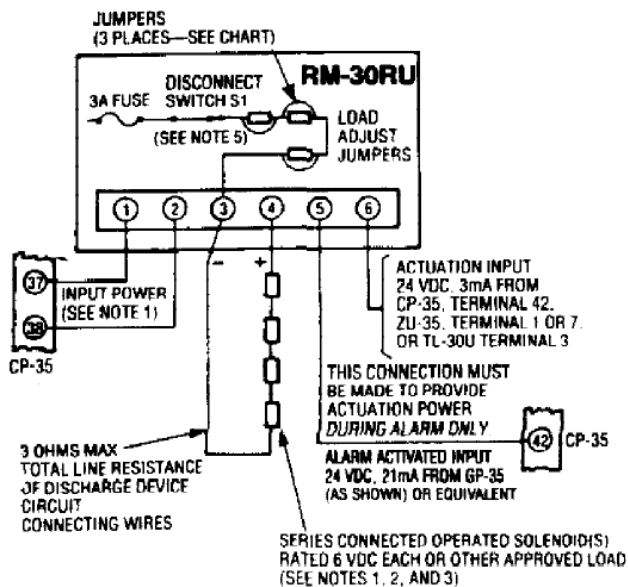 JUMPERS
(3 PLACES—SEE CHART)
RM-30RU
DISCONNECT
SWITCH S1
3A FUSE
(SEE NOTE 5)
LOAD
ADJUST
JUMPERS
1 2 3 4 5 6
− +
37
38
CP-35
INPUT POWER
(SEE NOTE 1)
ACTUATION INPUT
24 VDC, 3mA FROM
CP-35, TERMINAL 42,
ZU-35, TERMINAL 1 OR 7,
OR TL-30U TERMINAL 3
THIS CONNECTION MUST
BE MADE TO PROVIDE
ACTUATION POWER
DURING ALARM ONLY
42 CP-35
ALARM ACTIVATED INPUT
24 VDC, 21mA FROM GP-35
(AS SHOWN) OR EQUIVALENT
3 OHMS MAX
TOTAL LINE RESISTANCE
OF DISCHARGE DEVICE
CIRCUIT
CONNECTING WIRES
SERIES CONNECTED OPERATED SOLENOID(S)
RATED 6 VDC EACH OR OTHER APPROVED LOAD
(SEE NOTES 1, 2, AND 3)